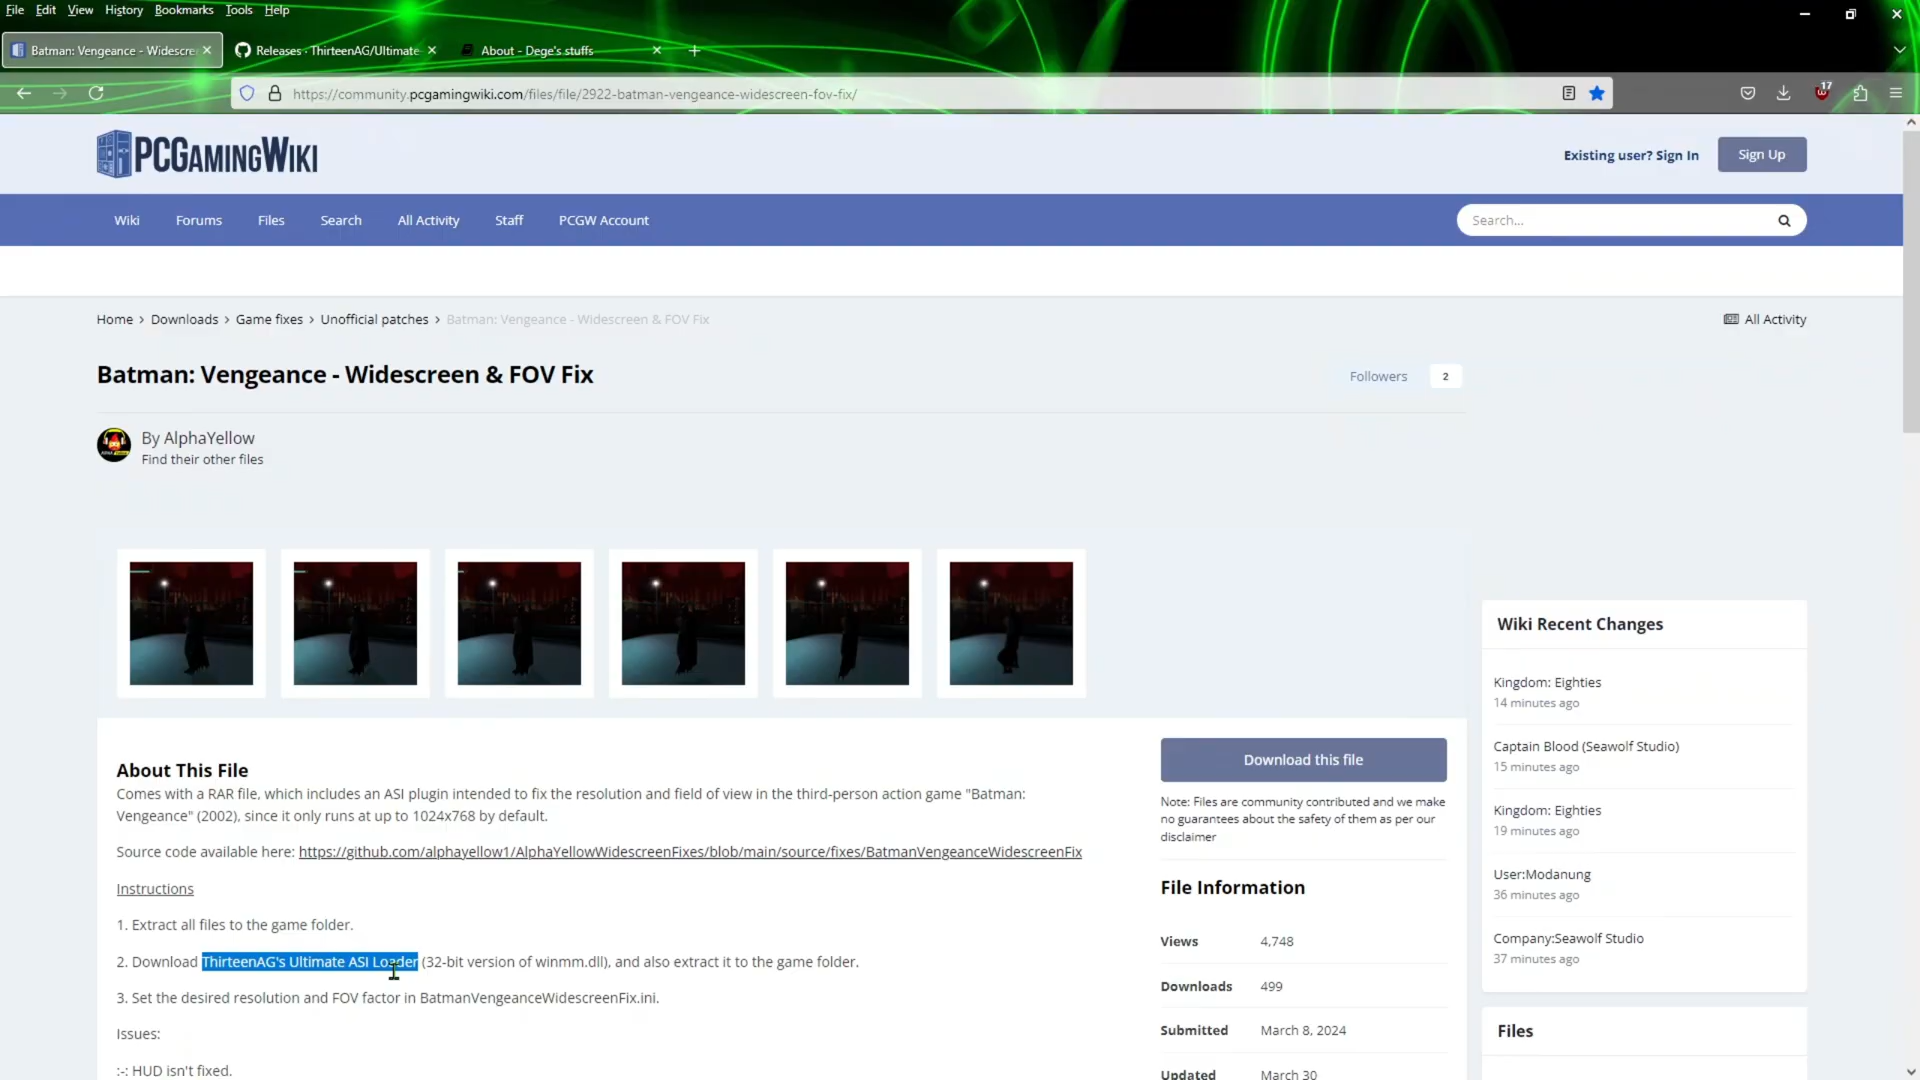 File Edit View History Bookmarks Tools Help
Batman: Vengeance - Widescre
Releases · ThirteenAG/Ultimate
About - Dege's stuffs
https://community.pcgamingwiki.com/files/file/2922-batman-vengeance-widescreen-fov-fix/
17
PCGamingWiki
Existing user? Sign In
Sign Up
Wiki Forums Files Search All Activity Staff PCGW Account
Search...
Home > Downloads > Game fixes > Unofficial patches > Batman: Vengeance - Widescreen & FOV Fix
All Activity
Batman: Vengeance - Widescreen & FOV Fix
Followers 2
By AlphaYellow
Find their other files
About This File
Comes with a RAR file, which includes an ASI plugin intended to fix the resolution and field of view in the third-person action game "Batman:
Vengeance" (2002), since it only runs at up to 1024x768 by default.
Source code available here: https://github.com/alphayellow1/AlphaYellowWidescreenFixes/blob/main/source/fixes/BatmanVengeanceWidescreenFix
Instructions
1. Extract all files to the game folder.
2. Download ThirteenAG's Ultimate ASI Loader (32-bit version of winmm.dll), and also extract it to the game folder.
3. Set the desired resolution and FOV factor in BatmanVengeanceWidescreenFix.ini.
Issues:
:-: HUD isn't fixed.
Download this file
Note: Files are community contributed and we make
no guarantees about the safety of them as per our
disclaimer
File Information
Views 4,748
Downloads 499
Submitted March 8, 2024
Updated March 30
Wiki Recent Changes
Kingdom: Eighties
14 minutes ago
Captain Blood (Seawolf Studio)
15 minutes ago
Kingdom: Eighties
19 minutes ago
User:Modanung
36 minutes ago
Company:Seawolf Studio
37 minutes ago
Files